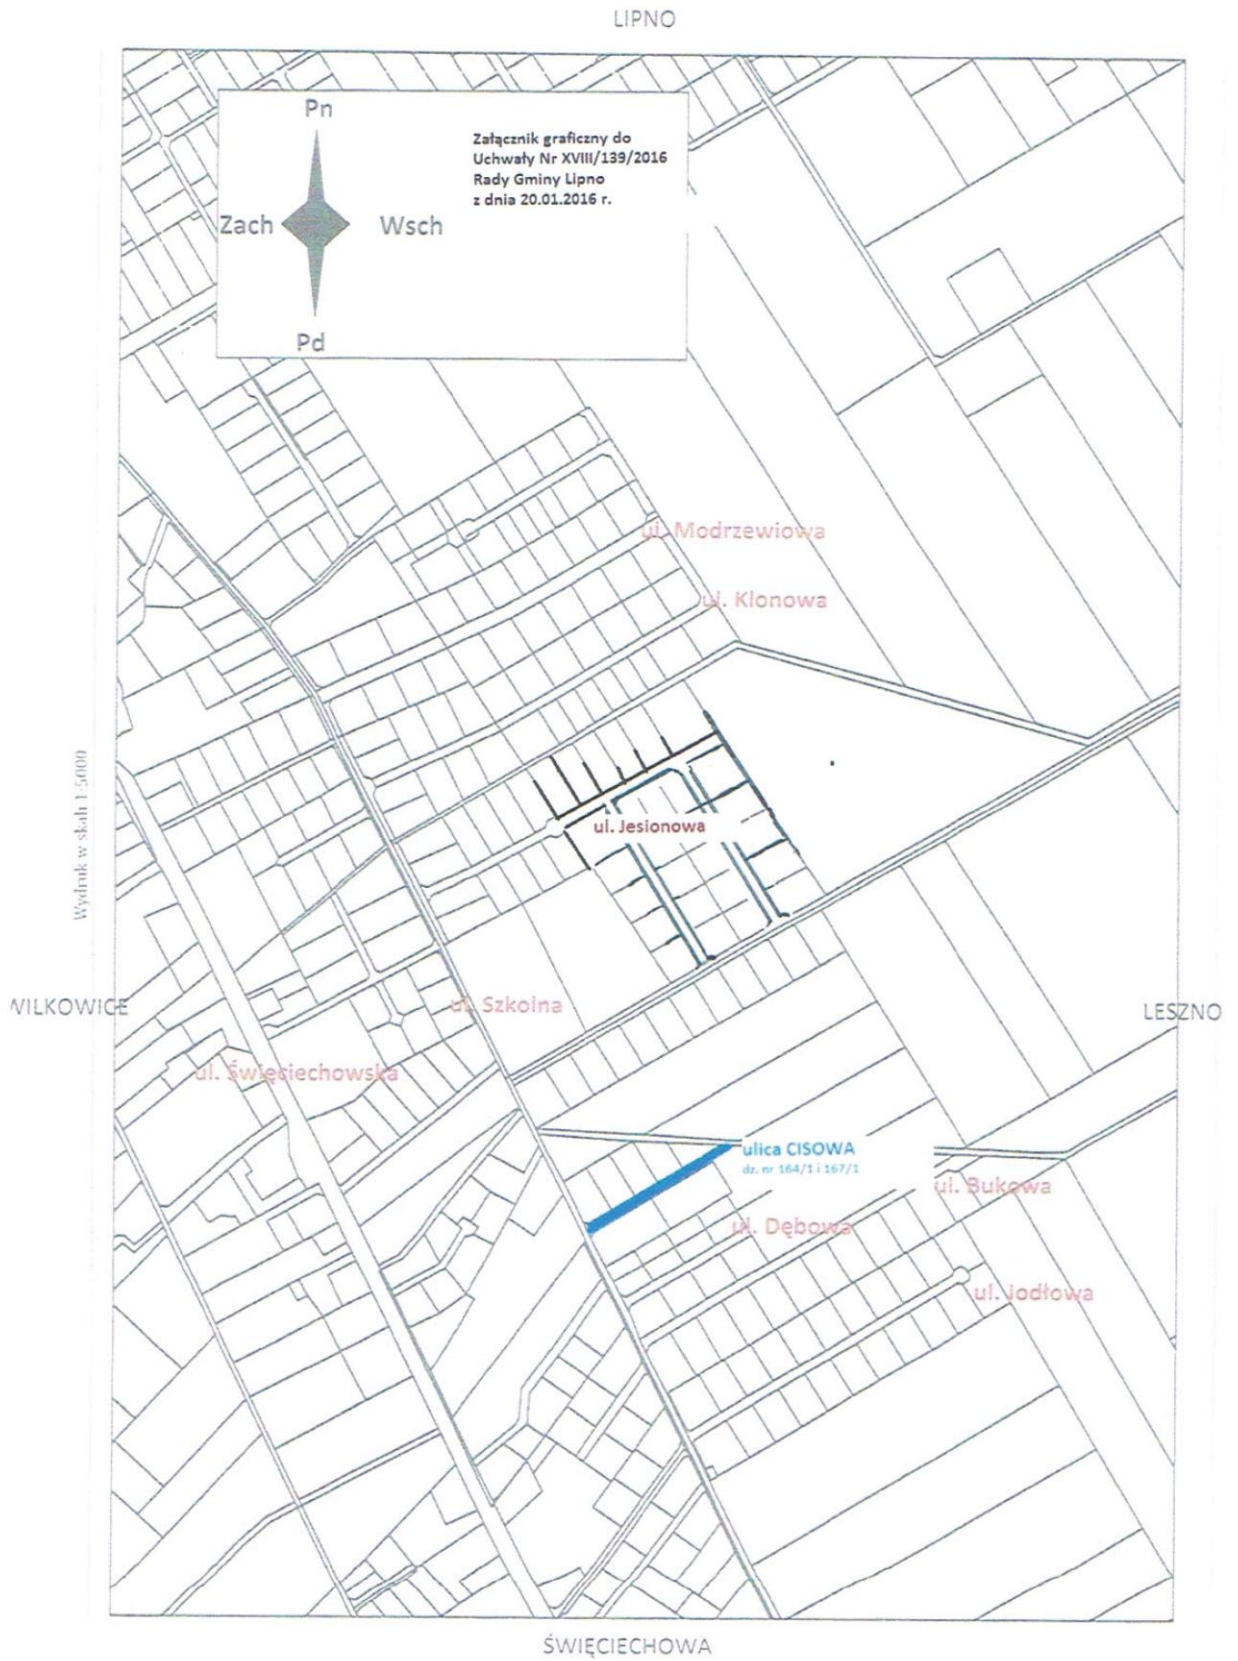 LIPNO
Pn
Załącznik graficzny do
Uchwały Nr XVIII/139/2016
Rady Gminy Lipno
z dnia 20.01.2016 r.
Zach
Wsch
Pd
ul. Modrzewiowa
ul. Klonowa
Wydruk w skali 1:5000
ul. Jesionowa
WILKOWICE
ul. Szkolna
LESZNO
ul. Święciechowska
ulica CISOWA
dz. nr 164/1 i 167/1
ul. Bukowa
ul. Dębowa
ul. Jodłowa
ŚWIĘCIECHOWA